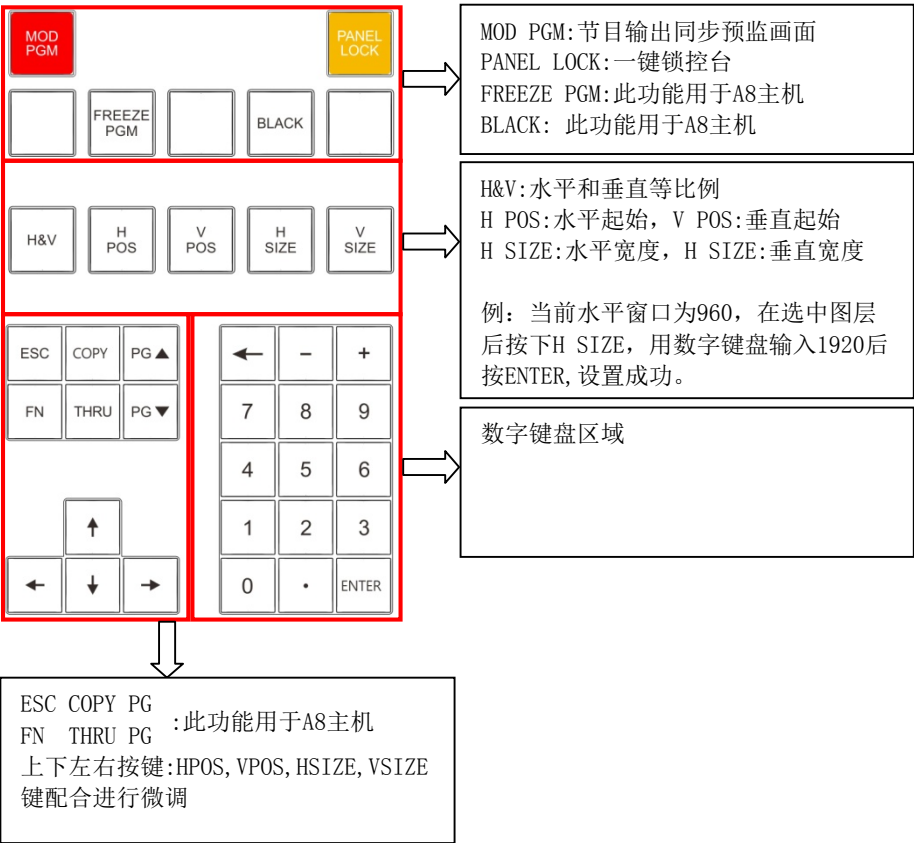 MOD
PGM
PANEL
LOCK
FREEZE
PGM
BLACK
MOD PGM:节目输出同步预监画面
PANEL LOCK:一键锁控台
FREEZE PGM:此功能用于A8主机
BLACK: 此功能用于A8主机
H&V
H
POS
V
POS
H
SIZE
V
SIZE
H&V:水平和垂直等比例
H POS:水平起始，V POS:垂直起始
H SIZE:水平宽度，H SIZE:垂直宽度
例：当前水平窗口为960，在选中图层
后按下H SIZE，用数字键盘输入1920后
按ENTER,设置成功。
ESC COPY PG▲
FN THRU PG▼
↑
← ↓ →
← - +
7 8 9
4 5 6
1 2 3
0 · ENTER
数字键盘区域
ESC COPY PG
FN THRU PG :此功能用于A8主机
上下左右按键:HPOS,VPOS,HSIZE,VSIZE
键配合进行微调